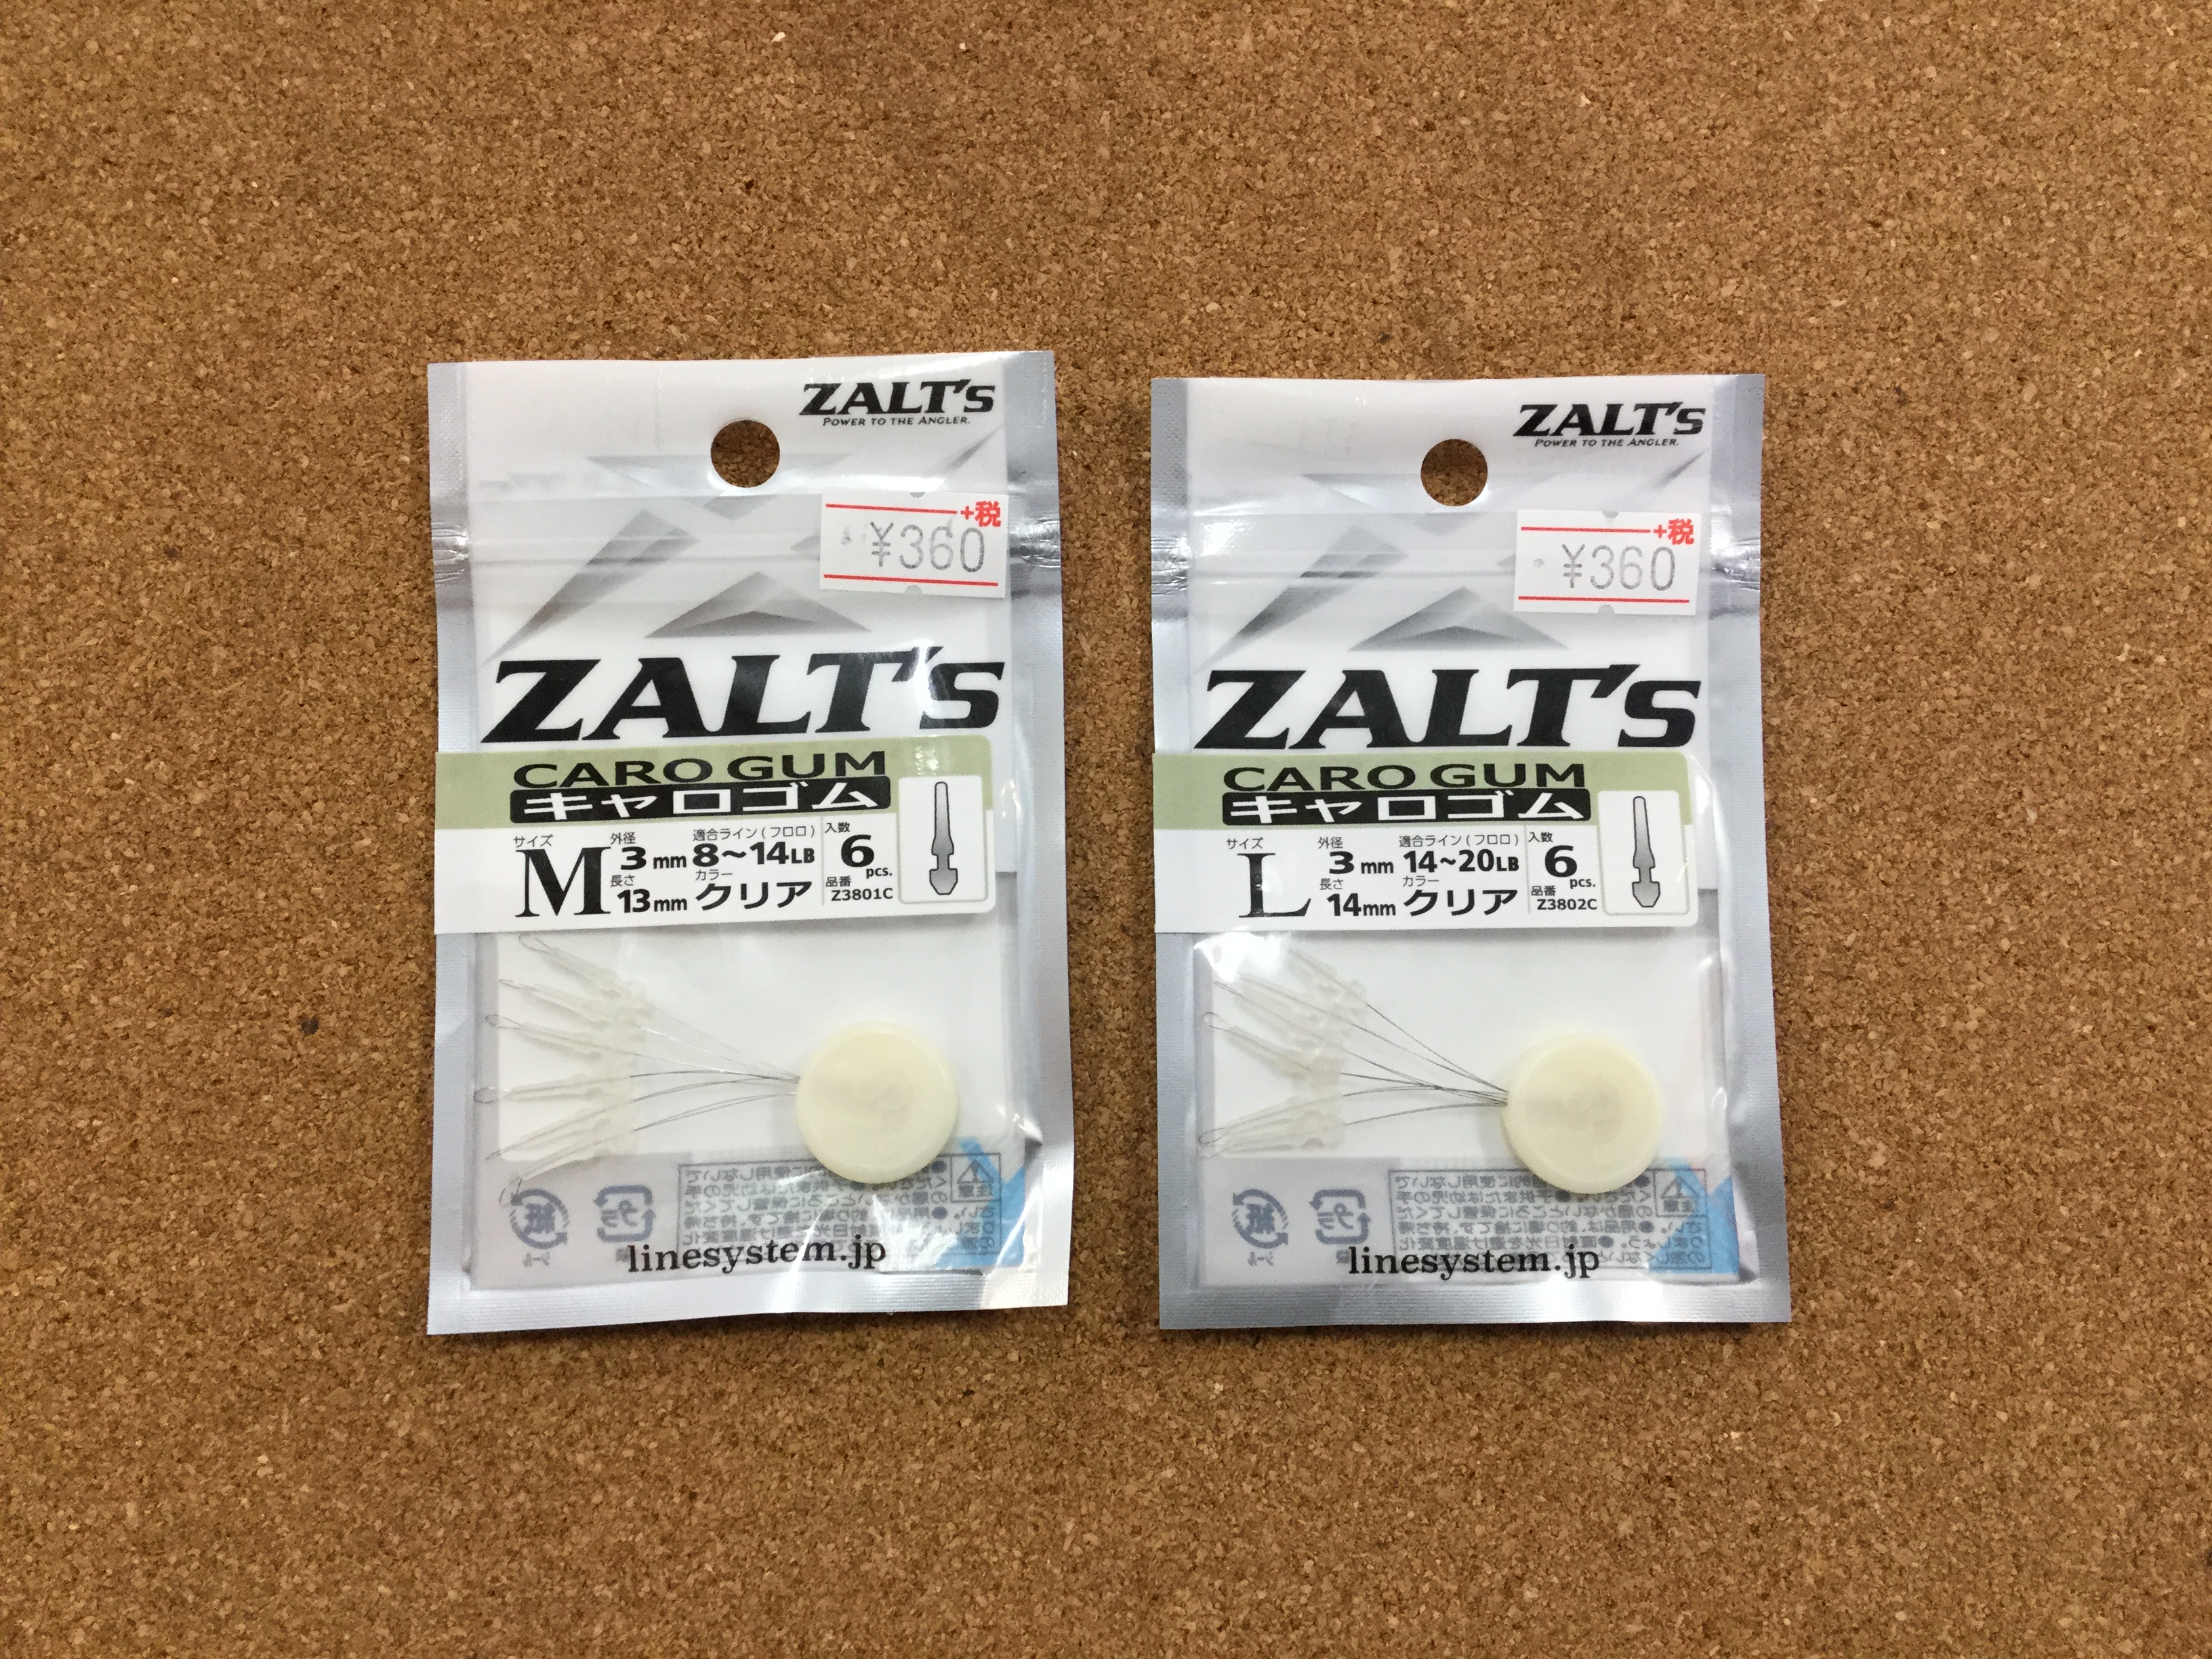 ZALT's
POWER TO THE ANGLER.
+税
¥360
ZALT's
CARO GUM
キャロゴム
サイズ M
外径 3mm
長さ 13mm
適合ライン(フロロ) 8~14LB
カラー クリア
入数 6pcs.
品番 Z3801C
linesystem.jp
ZALT's
POWER TO THE ANGLER.
+税
¥360
ZALT's
CARO GUM
キャロゴム
サイズ L
外径 3mm
長さ 14mm
適合ライン(フロロ) 14~20LB
カラー クリア
入数 6pcs.
品番 Z3802C
linesystem.jp